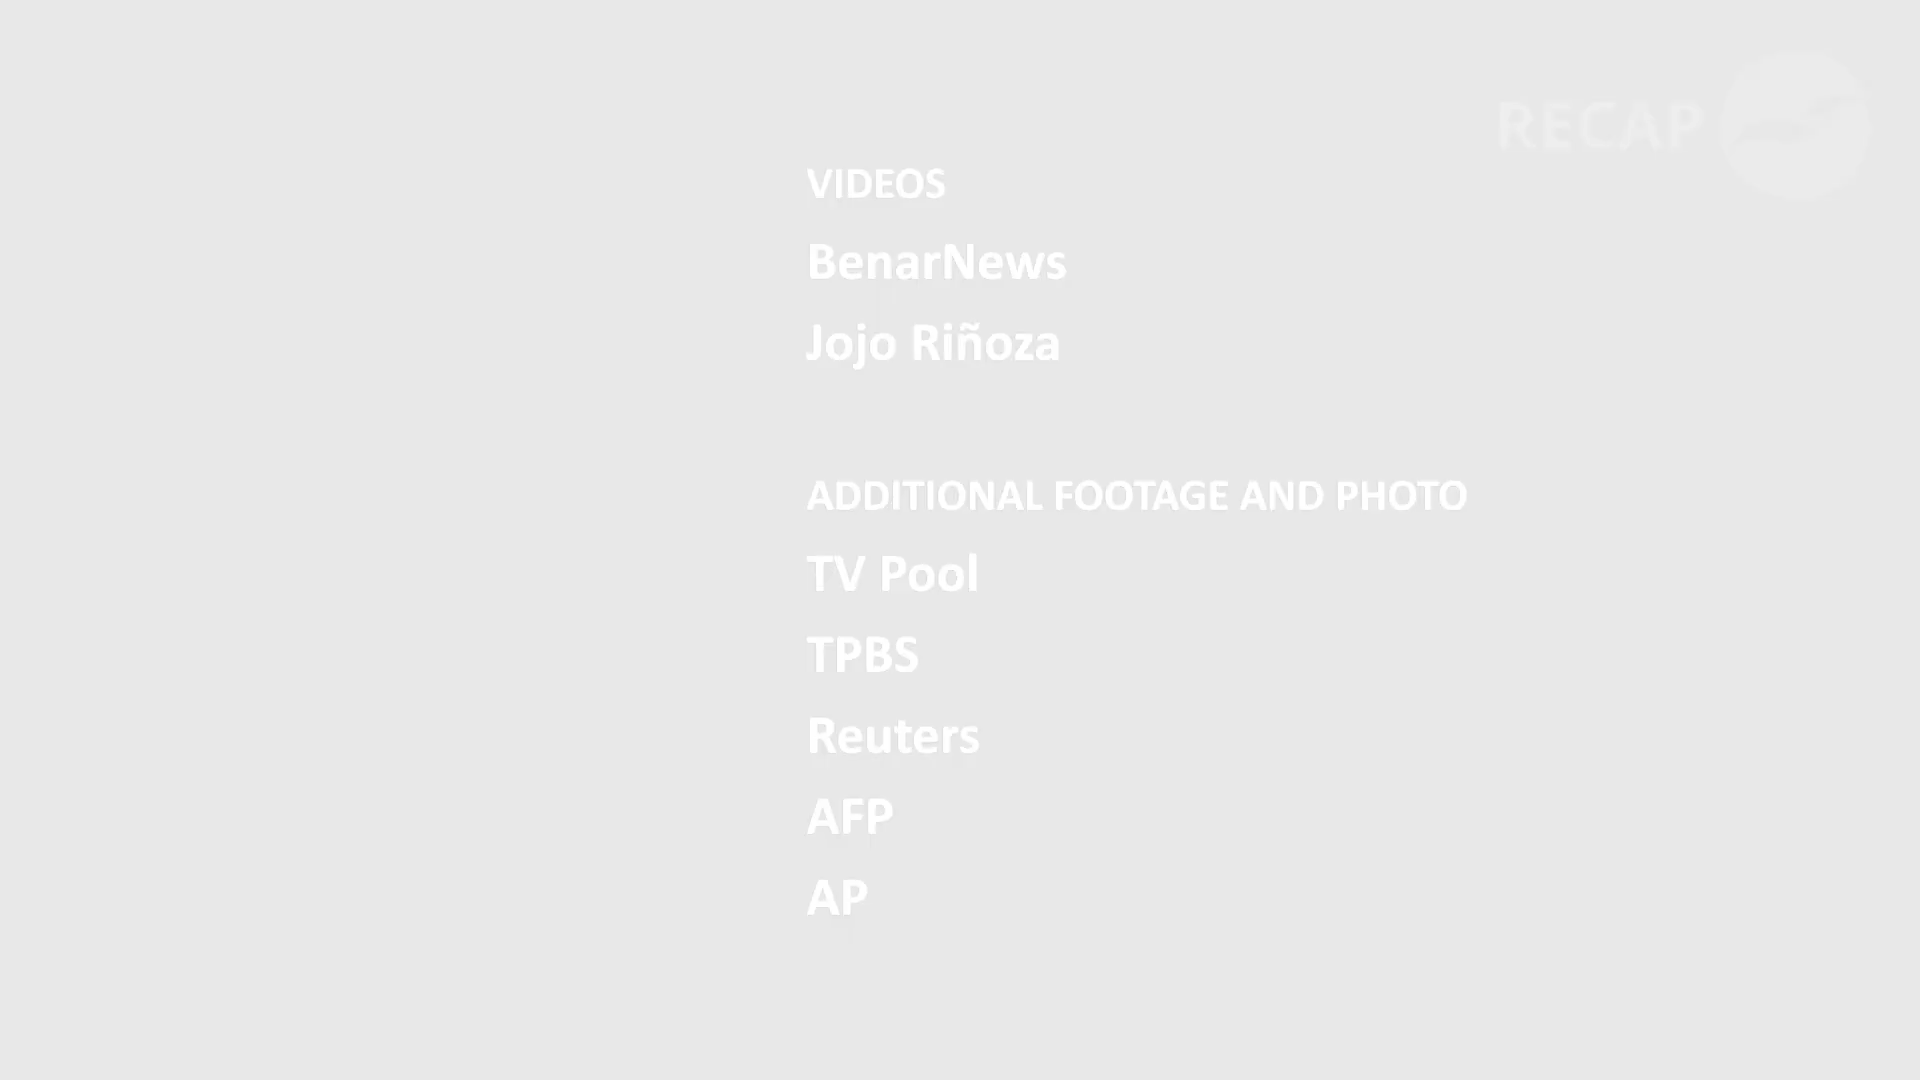 RECAP
VIDEOS
BenarNews
Jojo Riñoza
ADDITIONAL FOOTAGE AND PHOTO
TV Pool
TPBS
Reuters
AFP
AP